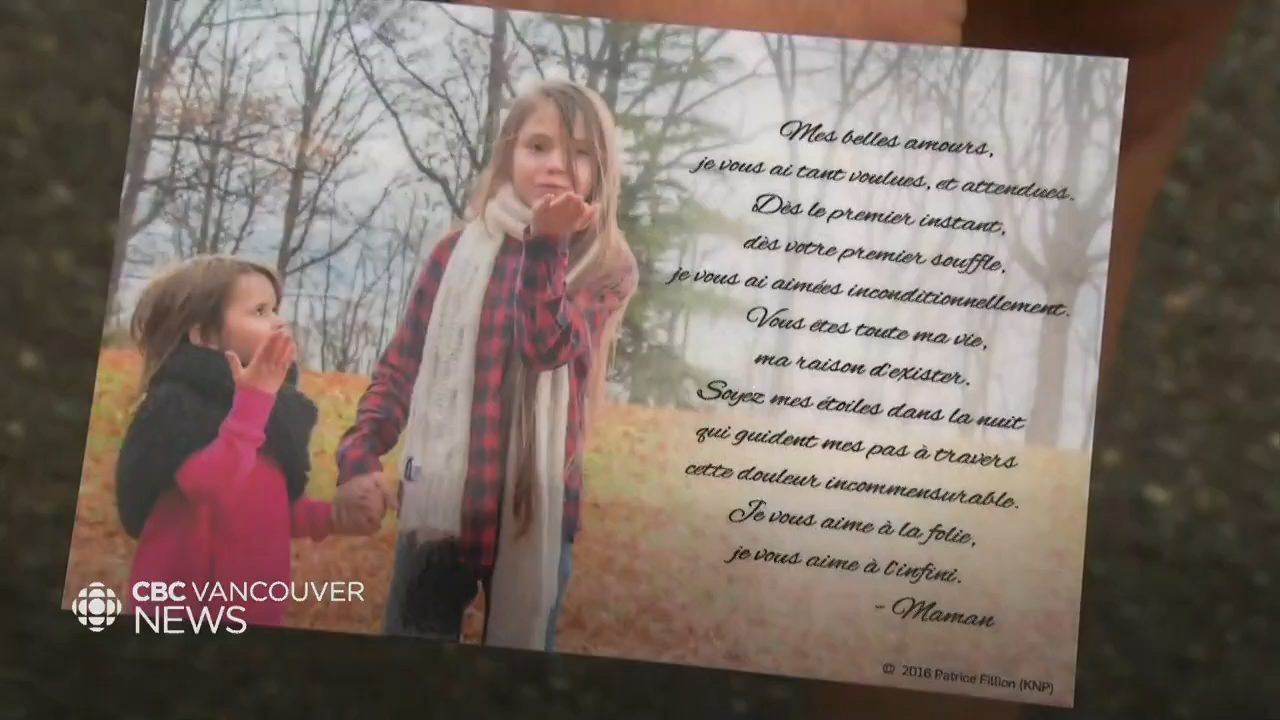 Mes belles amours,
je vous ai tant voulues, et attendues.
Dès le premier instant,
dès votre premier souffle,
je vous ai aimées inconditionnellement.
Vous êtes toute ma vie,
ma raison d'exister.
Soyez mes étoiles dans la nuit
qui guident mes pas à travers
cette douleur incommensurable.
Je vous aime à la folie,
je vous aime à l'infini.
- Maman
© 2016 Patrice Fillion (KNP)
CBC VANCOUVER
NEWS